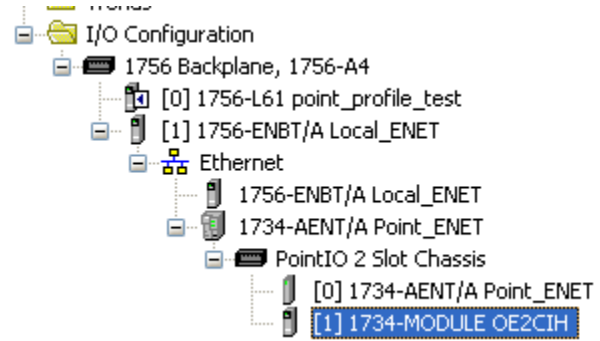 Trends
I/O Configuration
1756 Backplane, 1756-A4
[0] 1756-L61 point_profile_test
[1] 1756-ENBT/A Local_ENET
Ethernet
1756-ENBT/A Local_ENET
1734-AENT/A Point_ENET
PointIO 2 Slot Chassis
[0] 1734-AENT/A Point_ENET
[1] 1734-MODULE OE2CIH